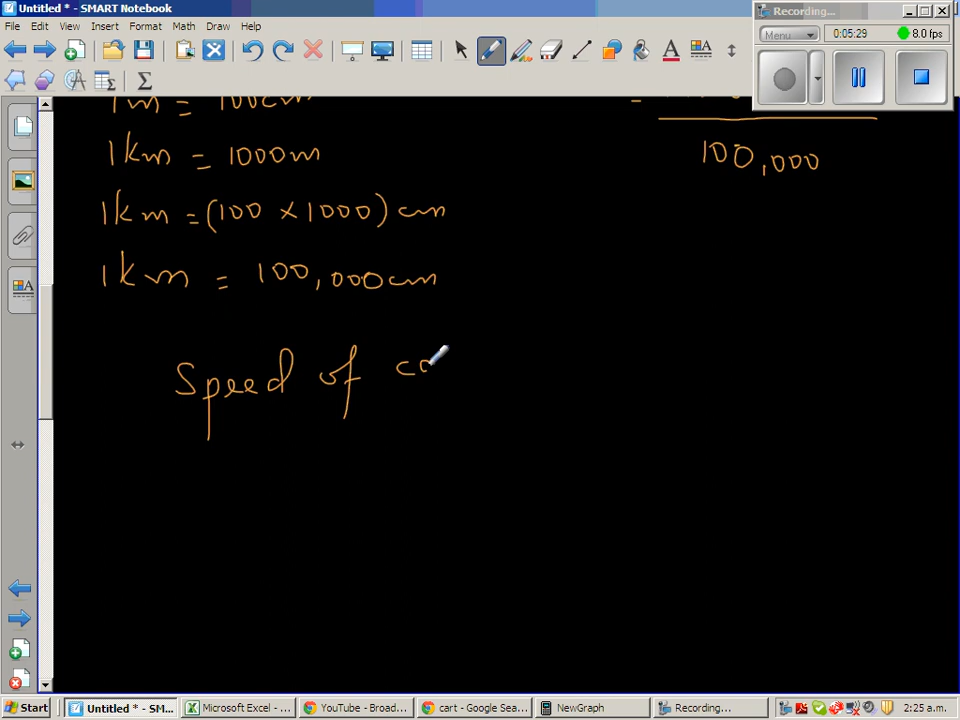 Untitled * - SMART Notebook
File Edit View Insert Format Math Draw Help
Recording...
Menu 0:05:29 8.0 fps
1m = 100cm
1km = 1000m
1km = (100 × 1000) cm
1km = 100,000cm
=
100,000
Speed of
Start Untitled * - SM... Microsoft Excel - ... YouTube - Broad... cart - Google Sea... NewGraph Recording... 2:25 a.m.